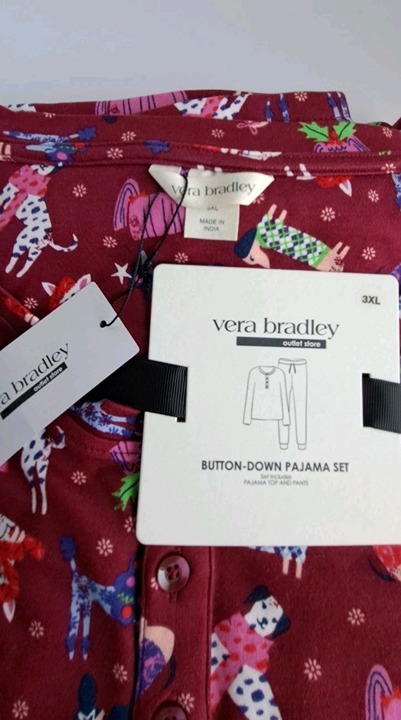 vera bradley
3XL
MADE IN
INDIA
3XL
vera bradley
outlet store
a bradley
outlet store
BUTTON-DOWN PAJAMA SET
Set Includes
PAJAMA TOP AND PANTS